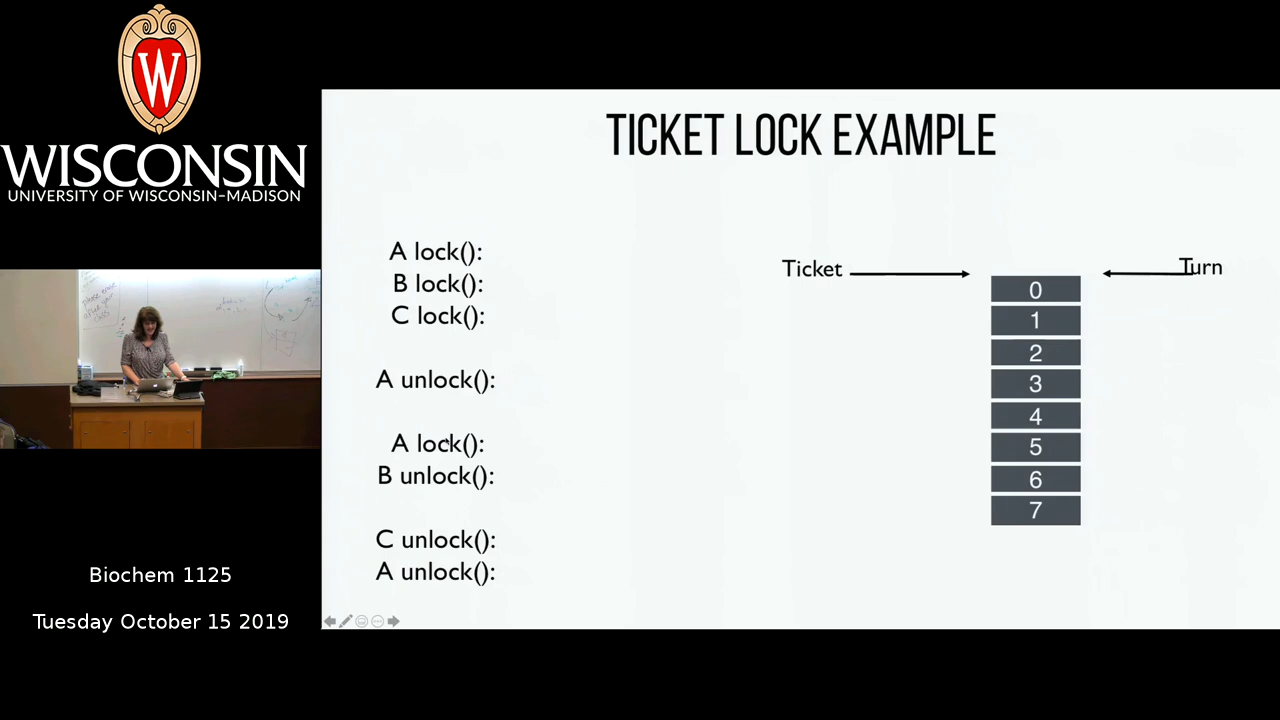 W
WISCONSIN
UNIVERSITY OF WISCONSIN–MADISON
Biochem 1125
Tuesday October 15 2019
TICKET LOCK EXAMPLE
A lock():
B lock():
C lock():
A unlock():
A lock():
B unlock():
C unlock():
A unlock():
Ticket
Turn
0
1
2
3
4
5
6
7